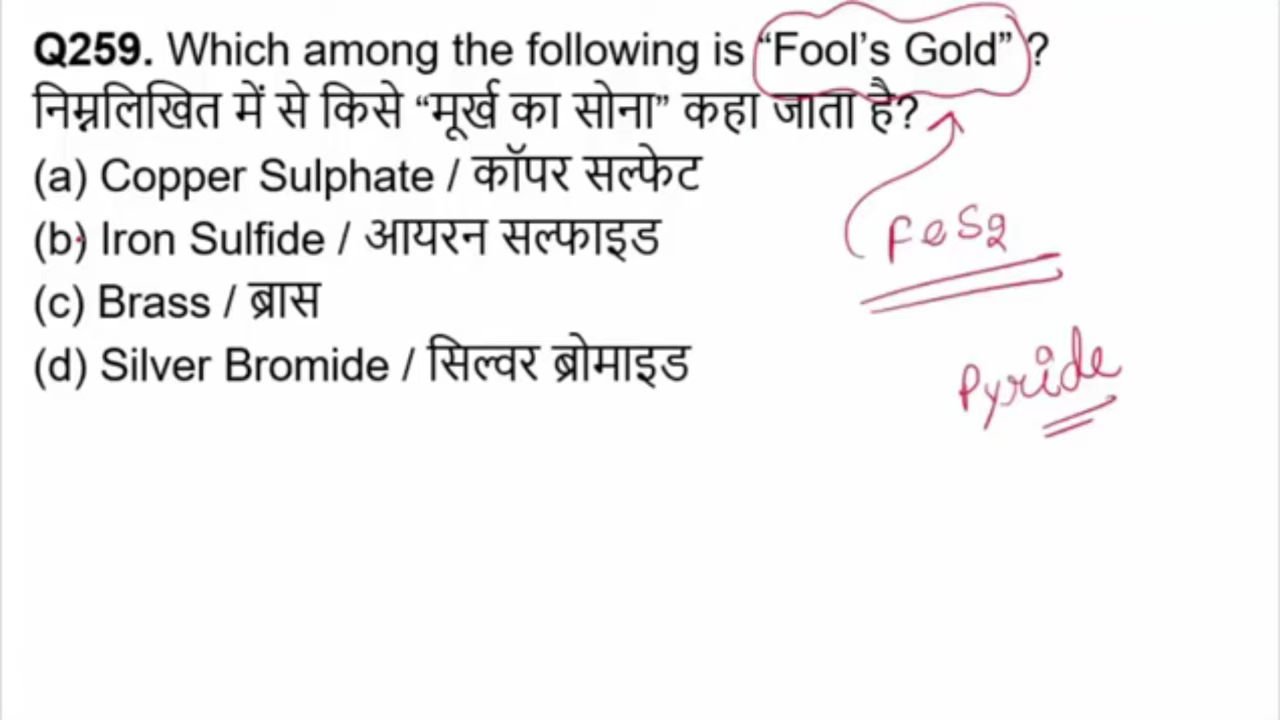 Q259. Which among the following is “Fool’s Gold” ?
निम्नलिखित में से किसे “मूर्ख का सोना” कहा जाता है?
(a) Copper Sulphate / कॉपर सल्फेट
(b) Iron Sulfide / आयरन सल्फाइड
FeS2
(c) Brass / ब्रास
(d) Silver Bromide / सिल्वर ब्रोमाइड
Pyride